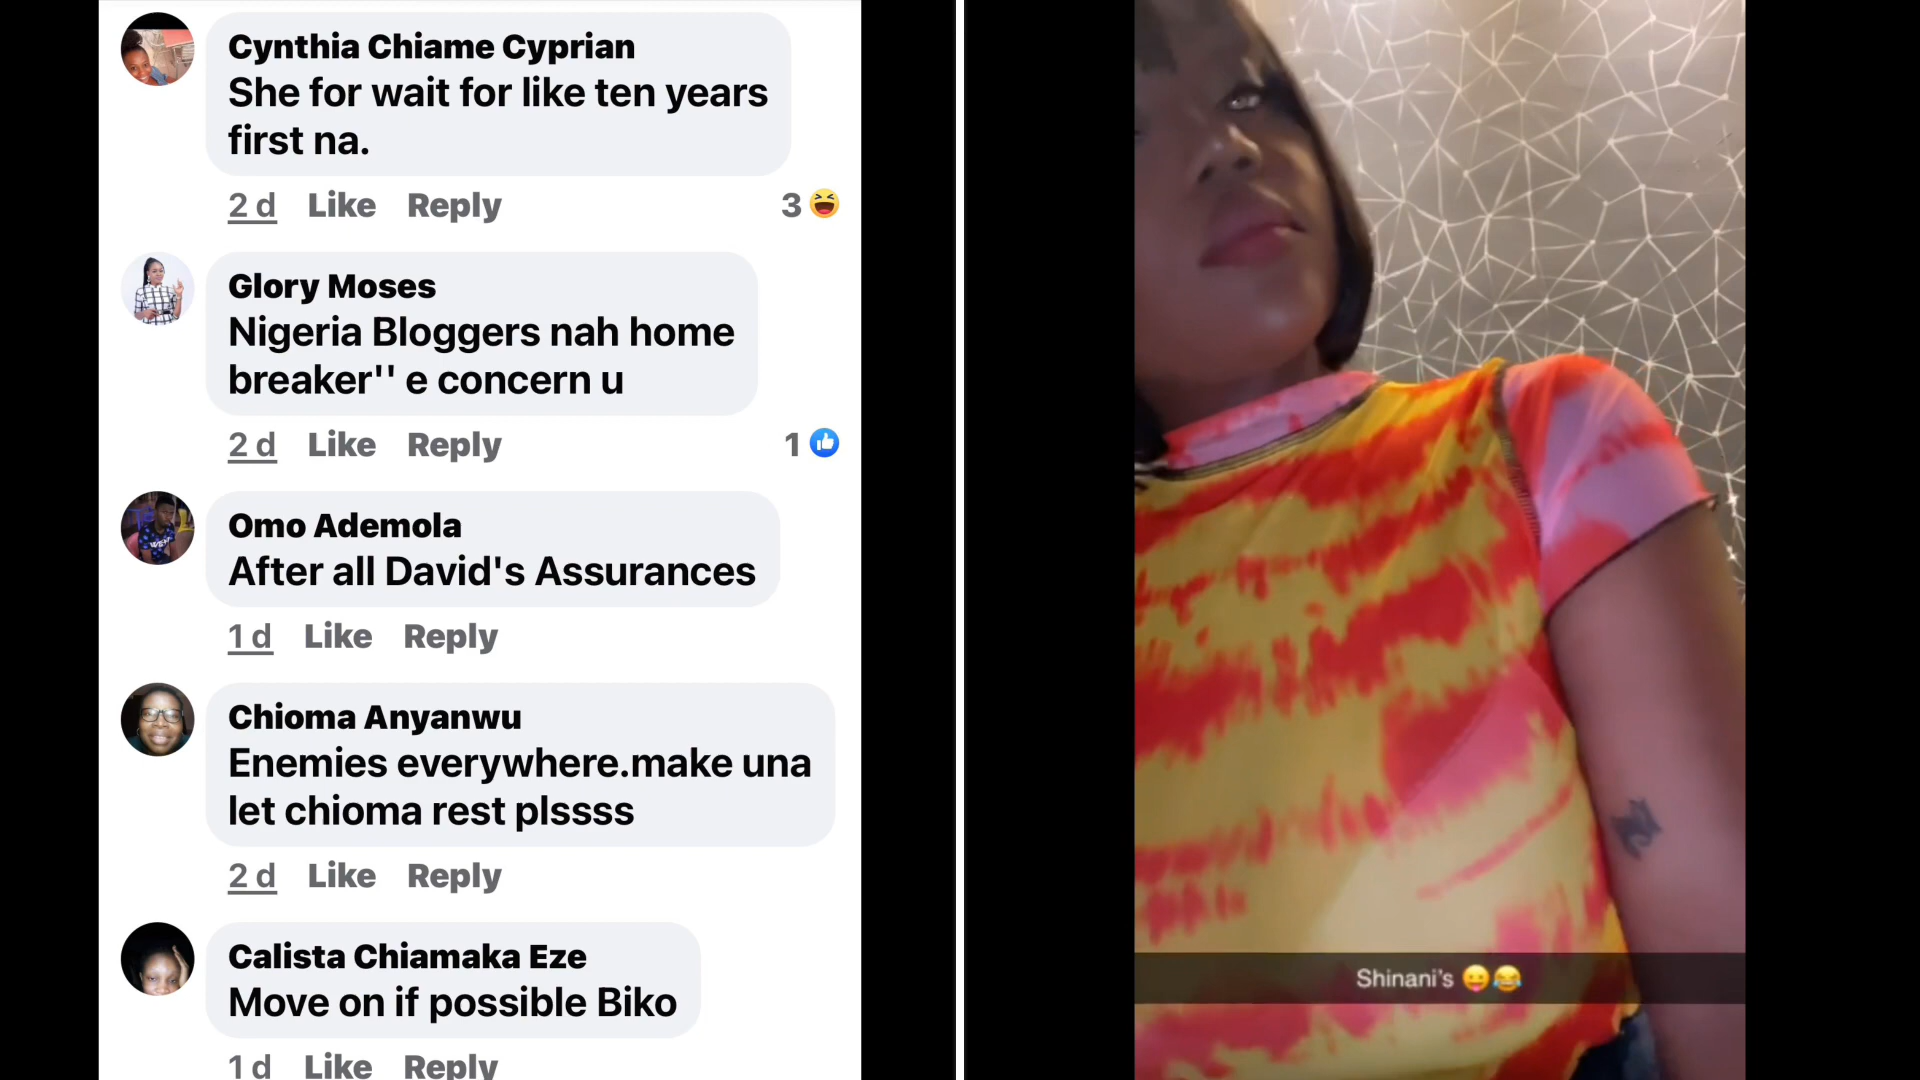 Cynthia Chiame Cyprian
She for wait for like ten years
first na.
2 d Like Reply 3 😆
Glory Moses
Nigeria Bloggers nah home
breaker'' e concern u
2 d Like Reply 1 👍
Omo Ademola
After all David's Assurances
1 d Like Reply
Chioma Anyanwu
Enemies everywhere.make una
let chioma rest plssss
2 d Like Reply
Calista Chiamaka Eze
Move on if possible Biko
1 d Like Reply
Shinani's 😛😂